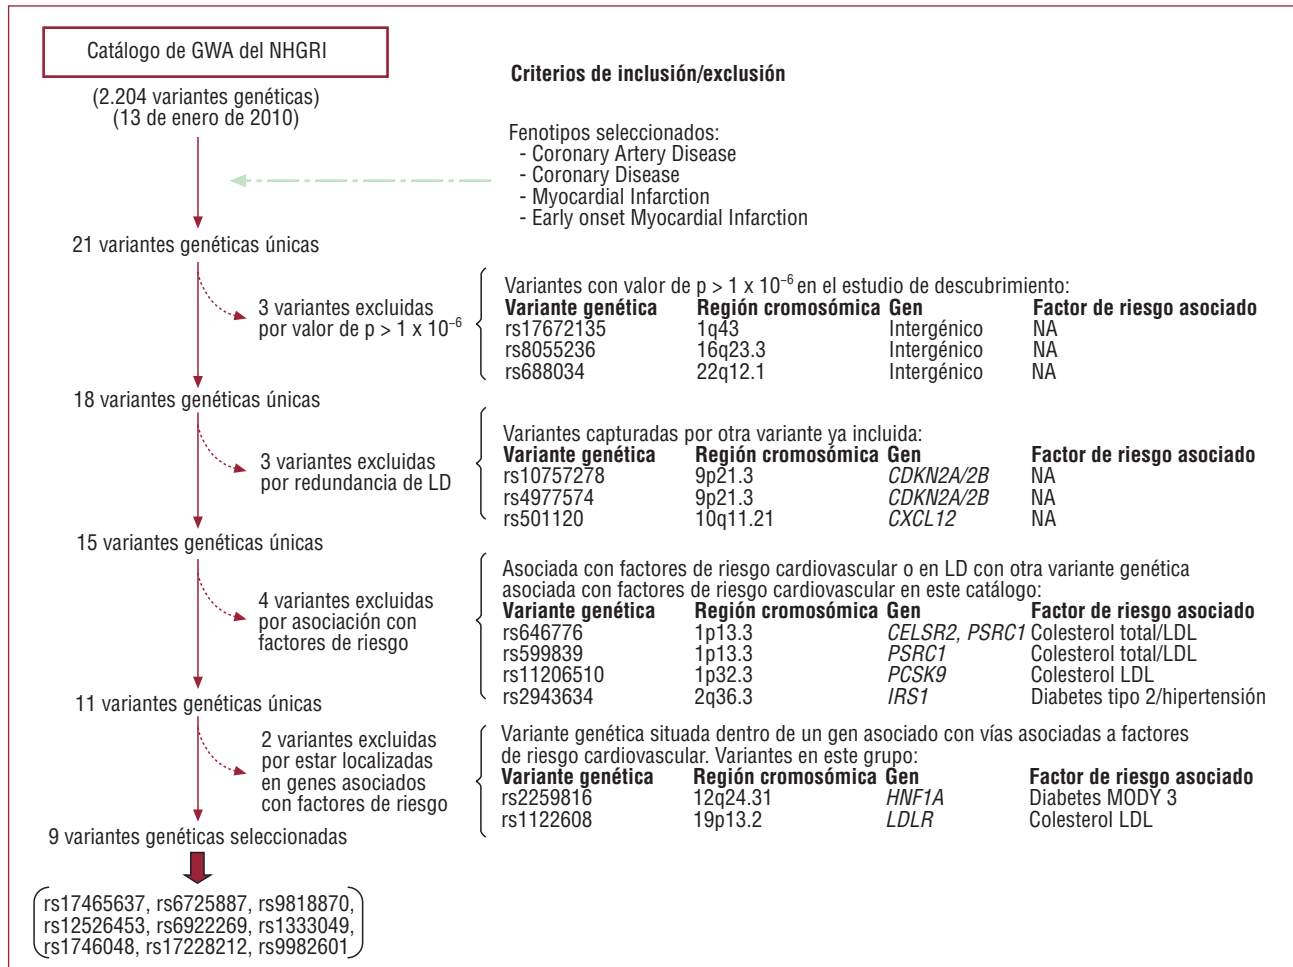 Catálogo de GWA del NHGRI
(2.204 variantes genéticas)
(13 de enero de 2010)
Criterios de inclusión/exclusión
Fenotipos seleccionados:
- Coronary Artery Disease
- Coronary Disease
- Myocardial Infarction
- Early onset Myocardial Infarction
21 variantes genéticas únicas
3 variantes excluidas
por valor de p > 1 x 10⁻⁶
Variantes con valor de p > 1 x 10⁻⁶ en el estudio de descubrimiento:
Variante genética Región cromosómica Gen Factor de riesgo asociado
rs17672135 1q43 Intergénico NA
rs8055236 16q23.3 Intergénico NA
rs688034 22q12.1 Intergénico NA
18 variantes genéticas únicas
3 variantes excluidas
por redundancia de LD
Variantes capturadas por otra variante ya incluida:
Variante genética Región cromosómica Gen Factor de riesgo asociado
rs10757278 9p21.3 CDKN2A/2B NA
rs4977574 9p21.3 CDKN2A/2B NA
rs501120 10q11.21 CXCL12 NA
15 variantes genéticas únicas
4 variantes excluidas
por asociación con
factores de riesgo
Asociada con factores de riesgo cardiovascular o en LD con otra variante genética
asociada con factores de riesgo cardiovascular en este catálogo:
Variante genética Región cromosómica Gen Factor de riesgo asociado
rs646776 1p13.3 CELSR2, PSRC1 Colesterol total/LDL
rs599839 1p13.3 PSRC1 Colesterol total/LDL
rs11206510 1p32.3 PCSK9 Colesterol LDL
rs2943634 2q36.3 IRS1 Diabetes tipo 2/hipertensión
11 variantes genéticas únicas
2 variantes excluidas
por estar localizadas
en genes asociados
con factores de riesgo
Variante genética situada dentro de un gen asociado con vías asociadas a factores
de riesgo cardiovascular. Variantes en este grupo:
Variante genética Región cromosómica Gen Factor de riesgo asociado
rs2259816 12q24.31 HNF1A Diabetes MODY 3
rs1122608 19p13.2 LDLR Colesterol LDL
9 variantes genéticas seleccionadas
rs17465637, rs6725887, rs9818870,
rs12526453, rs6922269, rs1333049,
rs1746048, rs17228212, rs9982601